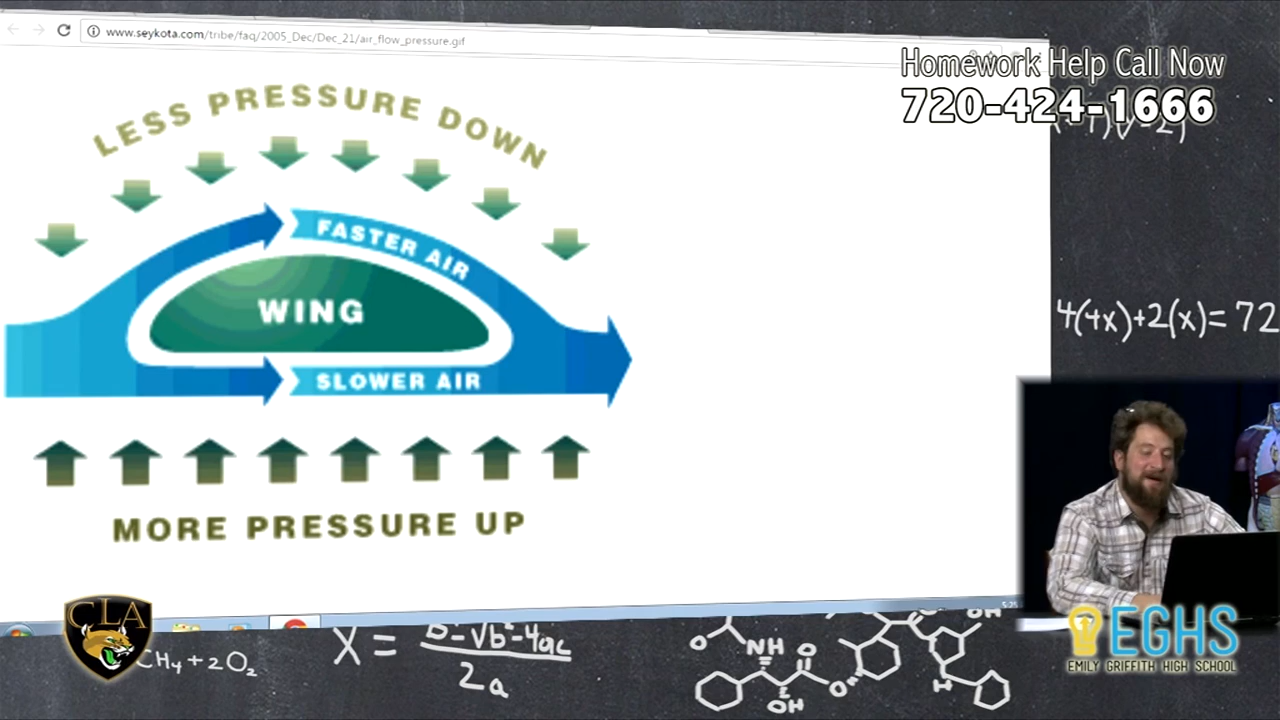 www.seykota.com/tribe/faq/2005_Dec/Dec_21/air_flow_pressure.gif
Homework Help Call Now
720-424-1666
LESS PRESSURE DOWN
FASTER AIR
WING
SLOWER AIR
4(4x)+2(x)=72
MORE PRESSURE UP
CLA
EGHS
EMILY GRIFFITH HIGH SCHOOL
CH₄+2O₂
X = b-√b²-4ac
2a
O NH O OH
O
OH H